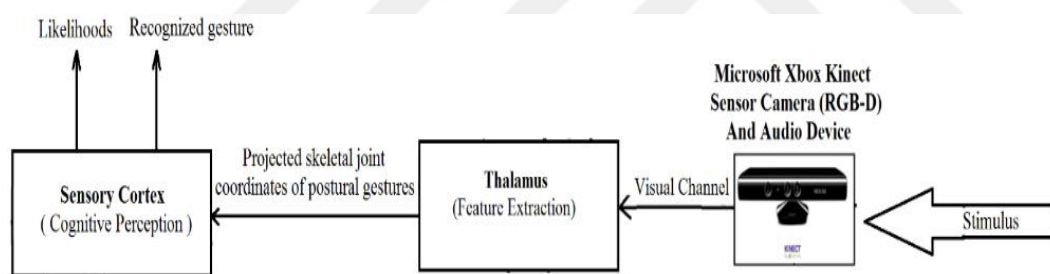 Likelihoods Recognized gesture
Microsoft Xbox Kinect
Sensor Camera (RGB-D)
And Audio Device
Projected skeletal joint
coordinates of postural gestures
Sensory Cortex
( Cognitive Perception )
Thalamus
(Feature Extraction)
Visual Channel
KINECT
Stimulus